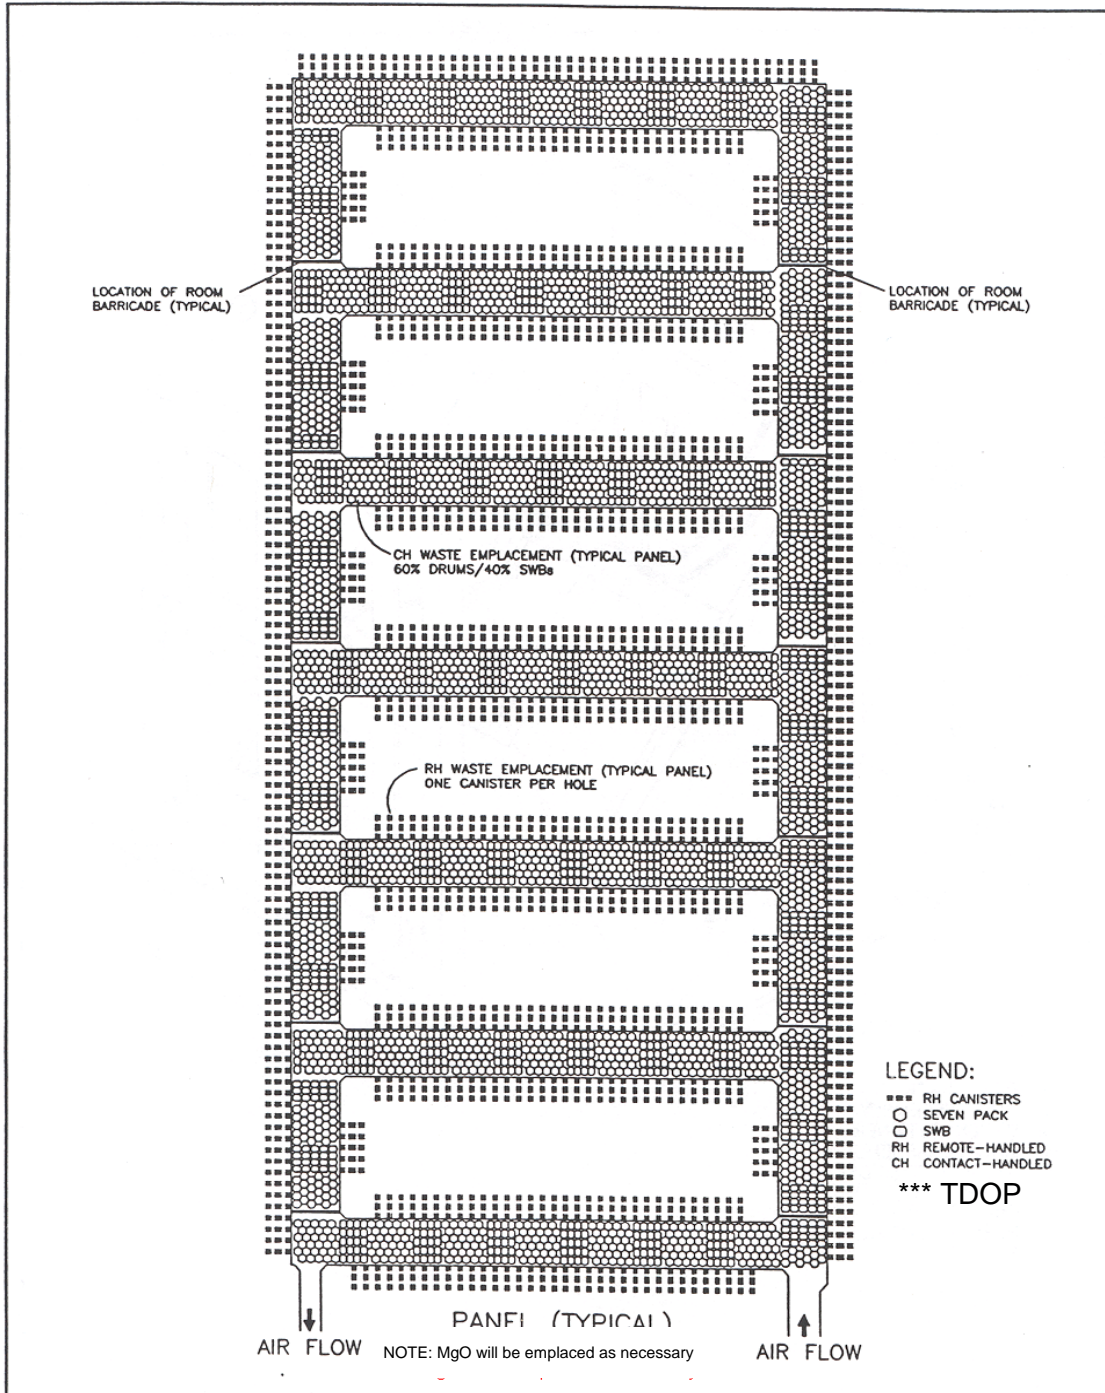 LOCATION OF ROOM
BARRICADE (TYPICAL)
LOCATION OF ROOM
BARRICADE (TYPICAL)
CH WASTE EMPLACEMENT (TYPICAL PANEL)
60% DRUMS/40% SWBs
RH WASTE EMPLACEMENT (TYPICAL PANEL)
ONE CANISTER PER HOLE
LEGEND:
RH CANISTERS
SEVEN PACK
SWB
RH REMOTE-HANDLED
CH CONTACT-HANDLED
*** TDOP
PANEL (TYPICAL)
AIR FLOW
NOTE: MgO will be emplaced as necessary
AIR FLOW